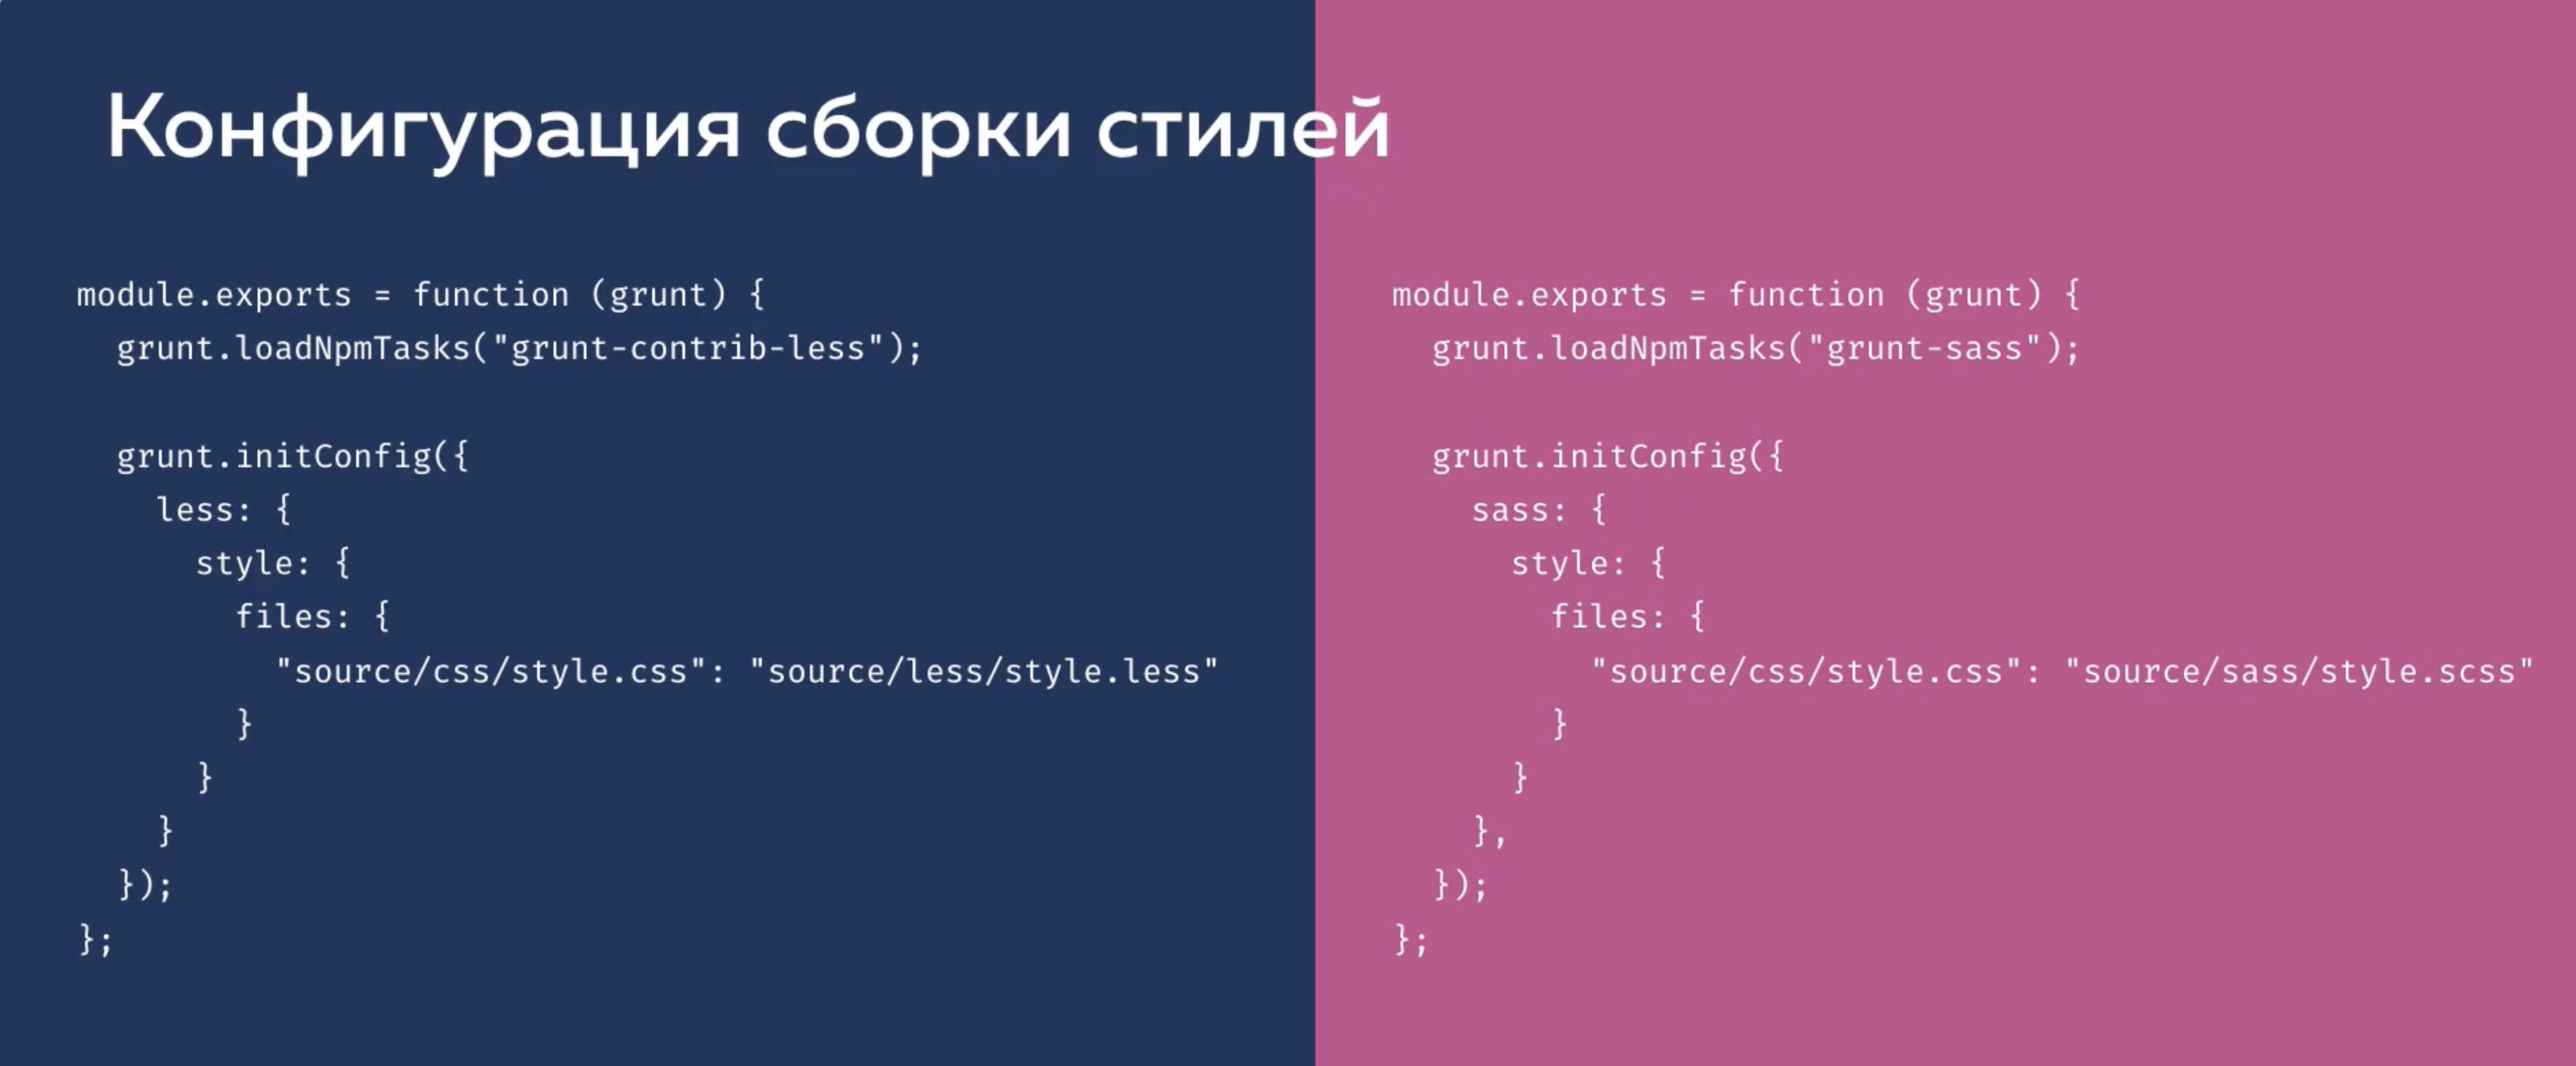 Конфигурация сборки стилей
module.exports = function (grunt) {
  grunt.loadNpmTasks("grunt-contrib-less");

  grunt.initConfig({
    less: {
      style: {
        files: {
          "source/css/style.css": "source/less/style.less"
        }
      }
    }
  });
};
module.exports = function (grunt) {
  grunt.loadNpmTasks("grunt-sass");

  grunt.initConfig({
    sass: {
      style: {
        files: {
          "source/css/style.css": "source/sass/style.scss"
        }
      }
    },
  });
};